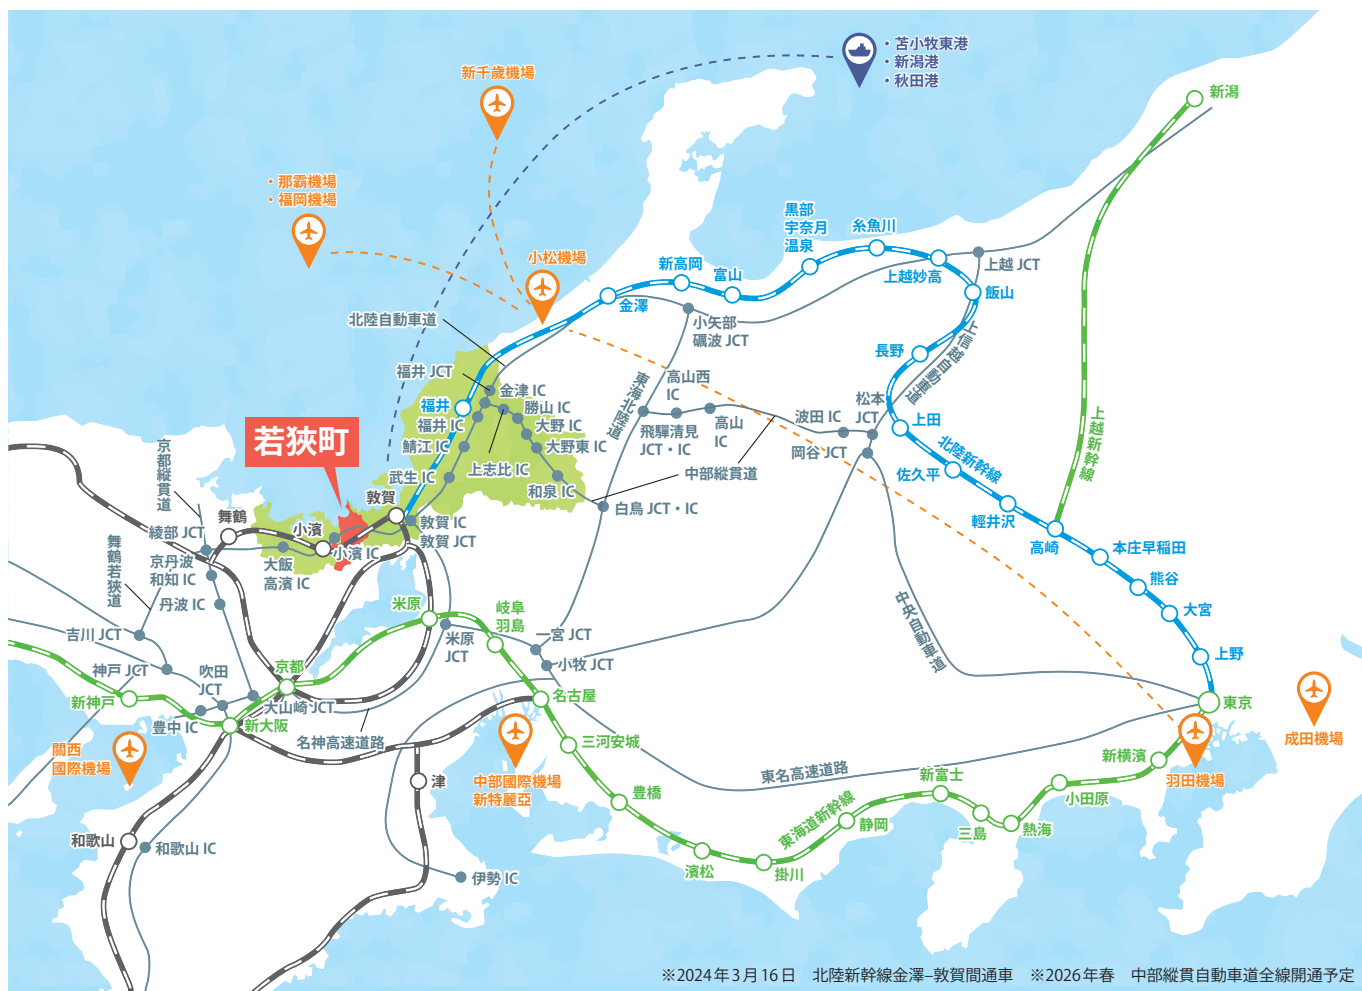 ・苫小牧東港
・新潟港
・秋田港
新千歳機場
新潟
・那霸機場
・福岡機場
小松機場
黒部
宇奈月
温泉
糸魚川
新高岡
富山
上越妙高
上越 JCT
飯山
金澤
北陸自動車道
小矢部
礪波 JCT
上信越自動車道
長野
福井 JCT
金津 IC
東海北陸道
高山西
IC
福井
福井 IC
勝山 IC
大野 IC
大野東 IC
鯖江 IC
上志比 IC
武生 IC
和泉 IC
飛驒清見
JCT・IC
高山
IC
波田 IC
松本
JCT
岡谷 JCT
上田
北陸新幹線
上越新幹線
佐久平
輕井沢
高崎
本庄早稲田
熊谷
大宮
上野
東京
中部縱貫道
白鳥 JCT・IC
若狹町
京都縱貫道
敦賀
敦賀 IC
敦賀 JCT
舞鶴
小濱
小濱 IC
綾部 JCT
大飯
高濱 IC
京丹波
和知 IC
舞鶴若狹道
丹波 IC
吉川 JCT
神戸 JCT
吹田
JCT
京都
新神戸
大山崎 JCT
豊中 IC
新大阪
名神高速道路
米原
米原
JCT
岐阜
羽島
一宮 JCT
小牧 JCT
名古屋
中央自動車道
關西
國際機場
中部國際機場
新特麗亞
三河安城
豊橋
東名高速道路
東海道新幹線
濱松
掛川
静岡
新富士
三島
熱海
小田原
新横濱
羽田機場
成田機場
津
和歌山
和歌山 IC
伊勢 IC
※2024年3月16日　北陸新幹線金澤–敦賀間通車　※2026年春　中部縱貫自動車道全線開通予定